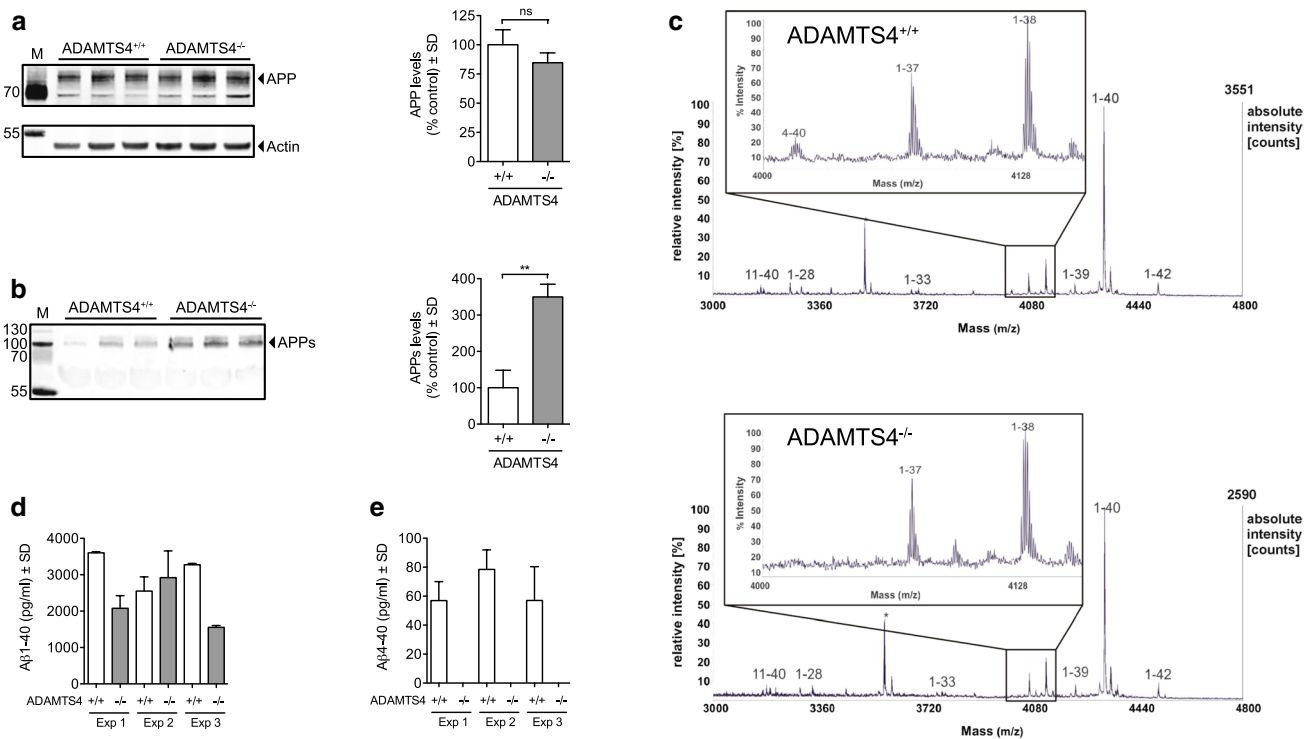 a
M ADAMTS4+/+ ADAMTS4-/-
70
APP
55
Actin
125
100
75
50
25
0
APP levels
(% control) ± SD
ns
+/+ -/-
ADAMTS4
b
M ADAMTS4+/+ ADAMTS4-/-
130
100
70
55
APPs
400
300
200
100
0
APPs levels
(% control) ± SD
**
+/+ -/-
ADAMTS4
c
ADAMTS4+/+
100
90
80
70
60
50
40
30
20
10
% Intensity
4-40
1-37
1-38
4000 4128
Mass (m/z)
100
90
80
70
60
50
40
30
20
10
relative intensity [%]
3551
absolute
intensity
[counts]
11-40 1-28 * 1-33 1-39 1-40 1-42
3000 3360 3720 4080 4440 4800
Mass (m/z)
ADAMTS4-/-
100
90
80
70
60
50
40
30
20
10
% Intensity
1-37
1-38
4000 4128
Mass (m/z)
100
90
80
70
60
50
40
30
20
10
relative intensity [%]
2590
absolute
intensity
[counts]
11-40 1-28 * 1-33 1-39 1-40 1-42
3000 3360 3720 4080 4440 4800
Mass (m/z)
d
4000
3000
2000
1000
0
Aβ1-40 (pg/ml) ± SD
ADAMTS4 +/+ -/- +/+ -/- +/+ -/-
Exp 1 Exp 2 Exp 3
e
100
80
60
40
20
0
Aβ4-40 (pg/ml) ± SD
ADAMTS4 +/+ -/- +/+ -/- +/+ -/-
Exp 1 Exp 2 Exp 3